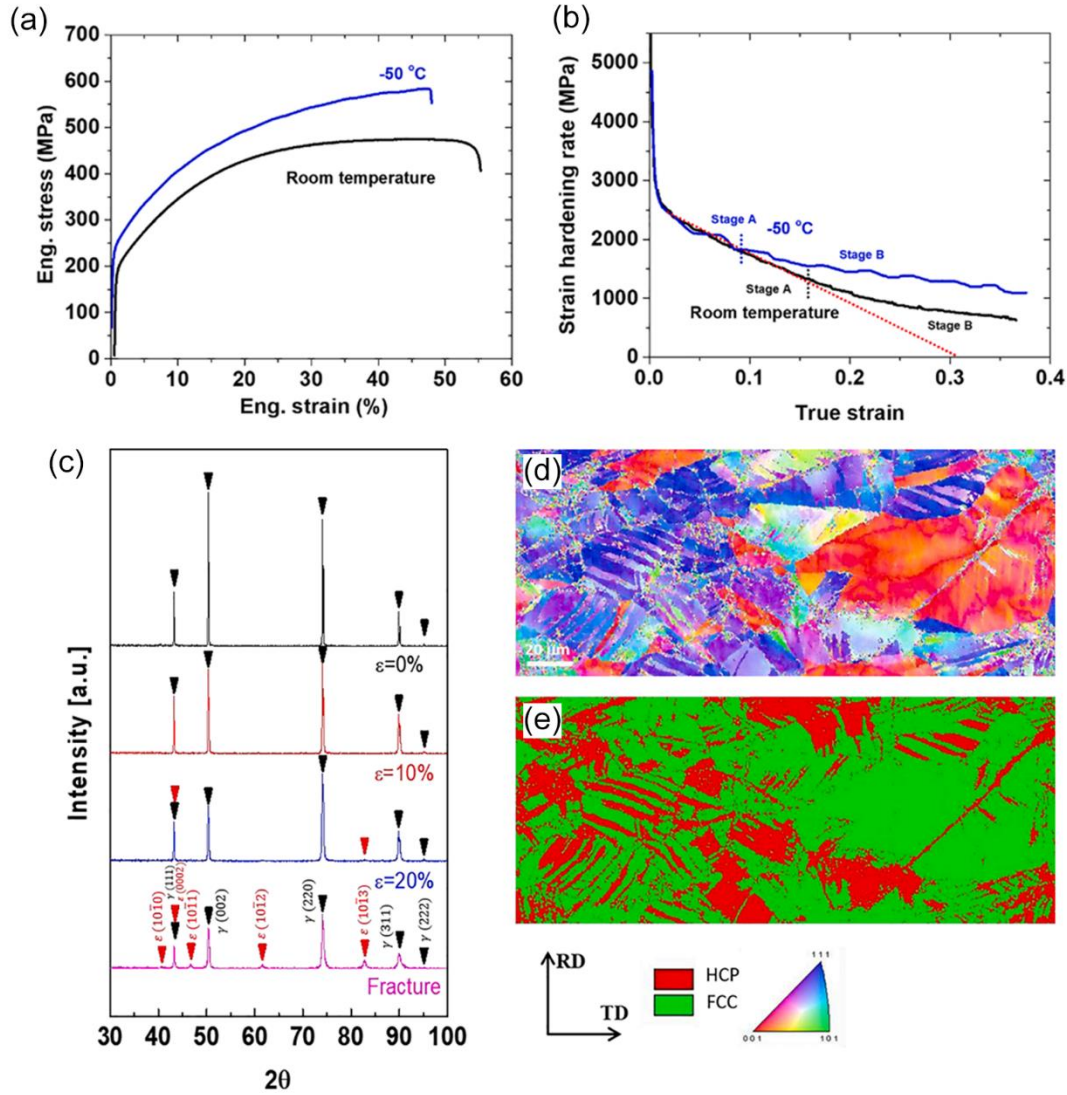 (a)
700
600
500
400
300
200
100
0
Eng. stress (MPa)
-50 °C
Room temperature
0 10 20 30 40 50 60
Eng. strain (%)
(b)
5000
4000
3000
2000
1000
0
Strain hardening rate (MPa)
Stage A
-50 °C
Stage B
Stage A
Room temperature
Stage B
0.0 0.1 0.2 0.3 0.4
True strain
(c)
Intensity [a.u.]
ε=0%
ε=10%
ε=20%
ε (101̄0)
γ (111)
ε (0002)
ε (101̄1)
γ (002)
ε (101̄2)
γ (220)
ε (101̄3)
γ (311)
γ (222)
Fracture
30 40 50 60 70 80 90 100
2θ
(d)
20 µm
(e)
RD
TD
HCP
FCC
111
001
101